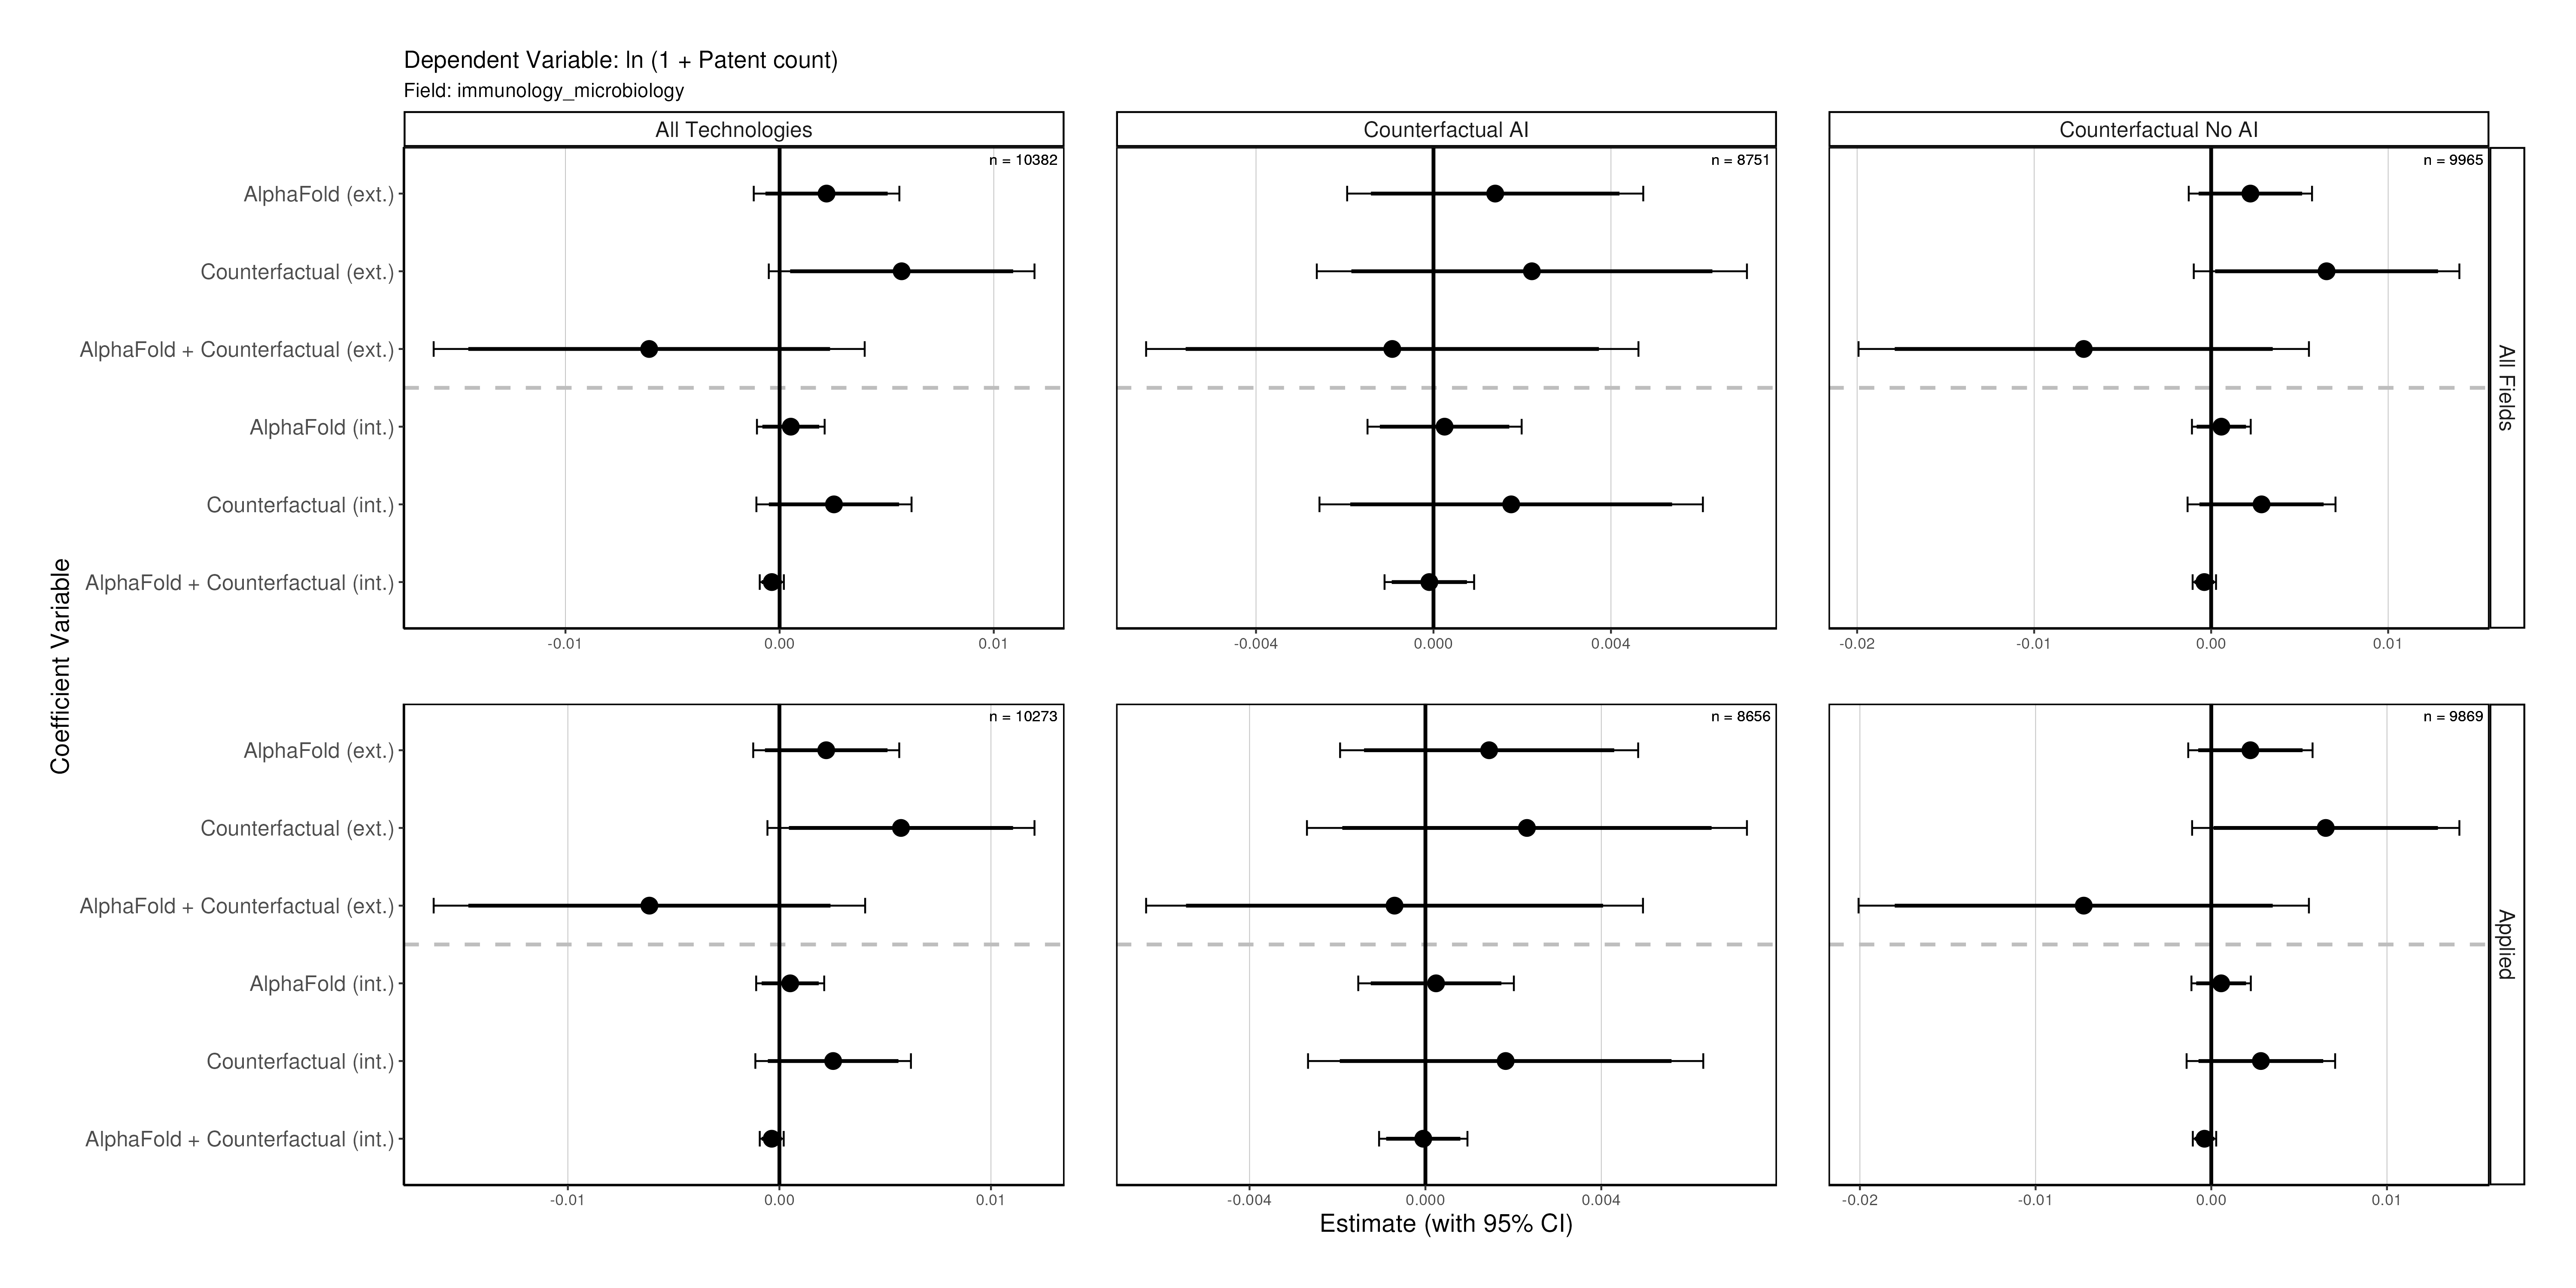 Dependent Variable: ln (1 + Patent count)
Field: immunology_microbiology
All Technologies
Counterfactual AI
Counterfactual No AI
n = 10382
n = 8751
n = 9965
AlphaFold (ext.)
Counterfactual (ext.)
AlphaFold + Counterfactual (ext.)
AlphaFold (int.)
Counterfactual (int.)
AlphaFold + Counterfactual (int.)
All Fields
-0.01 0.00 0.01
-0.004 0.000 0.004
-0.02 -0.01 0.00 0.01
Coefficient Variable
n = 10273
n = 8656
n = 9869
AlphaFold (ext.)
Counterfactual (ext.)
AlphaFold + Counterfactual (ext.)
AlphaFold (int.)
Counterfactual (int.)
AlphaFold + Counterfactual (int.)
Applied
-0.01 0.00 0.01
-0.004 0.000 0.004
-0.02 -0.01 0.00 0.01
Estimate (with 95% CI)